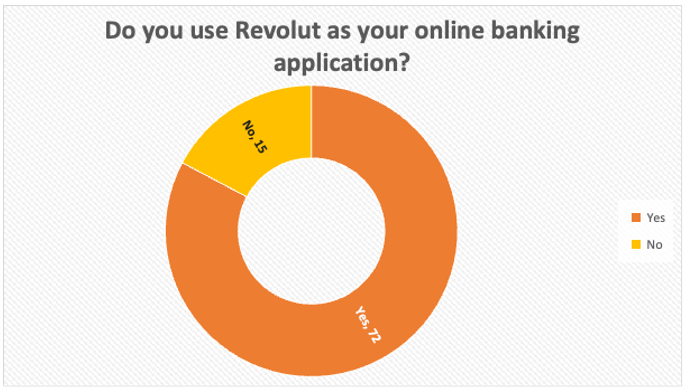 Do you use Revolut as your online banking
application?
No, 15
Yes, 72
Yes
No